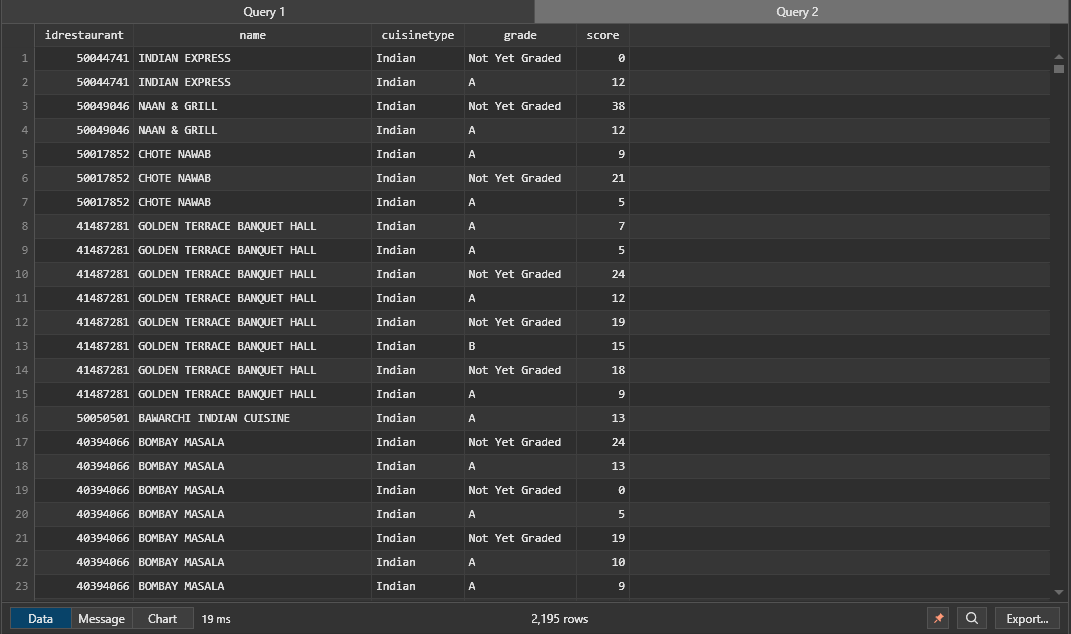 Query 1 Query 2
idrestaurant name cuisinetype grade score
1 50044741 INDIAN EXPRESS Indian Not Yet Graded 0
2 50044741 INDIAN EXPRESS Indian A 12
3 50049046 NAAN & GRILL Indian Not Yet Graded 38
4 50049046 NAAN & GRILL Indian A 12
5 50017852 CHOTE NAWAB Indian A 9
6 50017852 CHOTE NAWAB Indian Not Yet Graded 21
7 50017852 CHOTE NAWAB Indian A 5
8 41487281 GOLDEN TERRACE BANQUET HALL Indian A 7
9 41487281 GOLDEN TERRACE BANQUET HALL Indian A 5
10 41487281 GOLDEN TERRACE BANQUET HALL Indian Not Yet Graded 24
11 41487281 GOLDEN TERRACE BANQUET HALL Indian A 12
12 41487281 GOLDEN TERRACE BANQUET HALL Indian Not Yet Graded 19
13 41487281 GOLDEN TERRACE BANQUET HALL Indian B 15
14 41487281 GOLDEN TERRACE BANQUET HALL Indian Not Yet Graded 18
15 41487281 GOLDEN TERRACE BANQUET HALL Indian A 9
16 50050501 BAWARCHI INDIAN CUISINE Indian A 13
17 40394066 BOMBAY MASALA Indian Not Yet Graded 24
18 40394066 BOMBAY MASALA Indian A 13
19 40394066 BOMBAY MASALA Indian Not Yet Graded 0
20 40394066 BOMBAY MASALA Indian A 5
21 40394066 BOMBAY MASALA Indian Not Yet Graded 19
22 40394066 BOMBAY MASALA Indian A 10
23 40394066 BOMBAY MASALA Indian A 9
Data Message Chart 19 ms 2,195 rows Export...